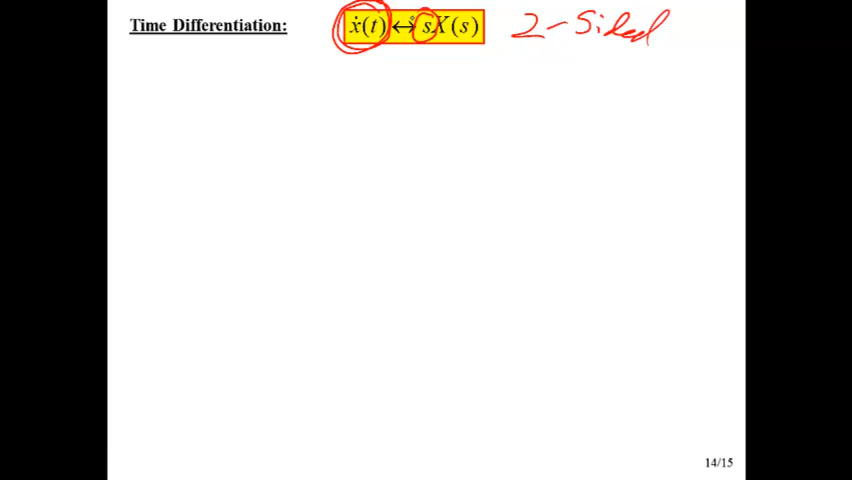 Time Differentiation: ẋ(t) ↔ sX(s) 2-Sided
14/15